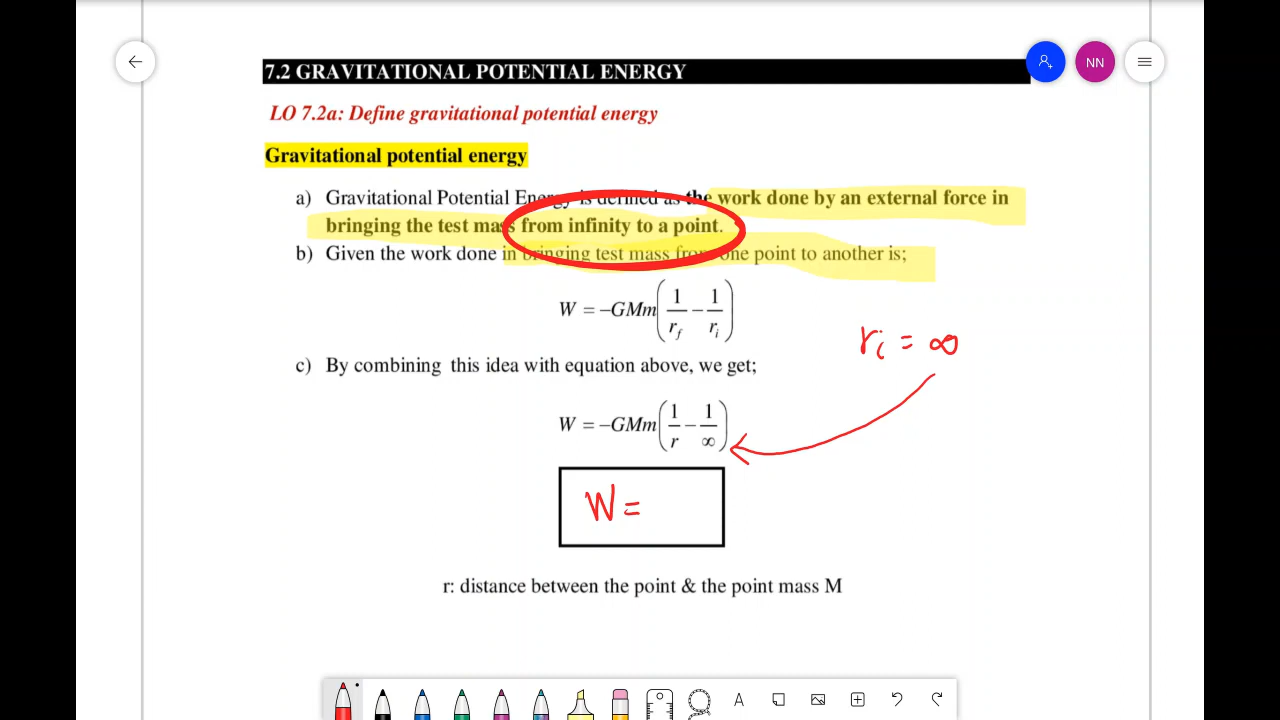 7.2 GRAVITATIONAL POTENTIAL ENERGY
NN
LO 7.2a: Define gravitational potential energy
Gravitational potential energy
a) Gravitational Potential Energy is defined as the work done by an external force in
bringing the test mass from infinity to a point.
b) Given the work done in bringing test mass from one point to another is;
W = −GMm(1/r_f − 1/r_i)
r_i = ∞
c) By combining this idea with equation above, we get;
W = −GMm(1/r − 1/∞)
W =
r: distance between the point & the point mass M
A